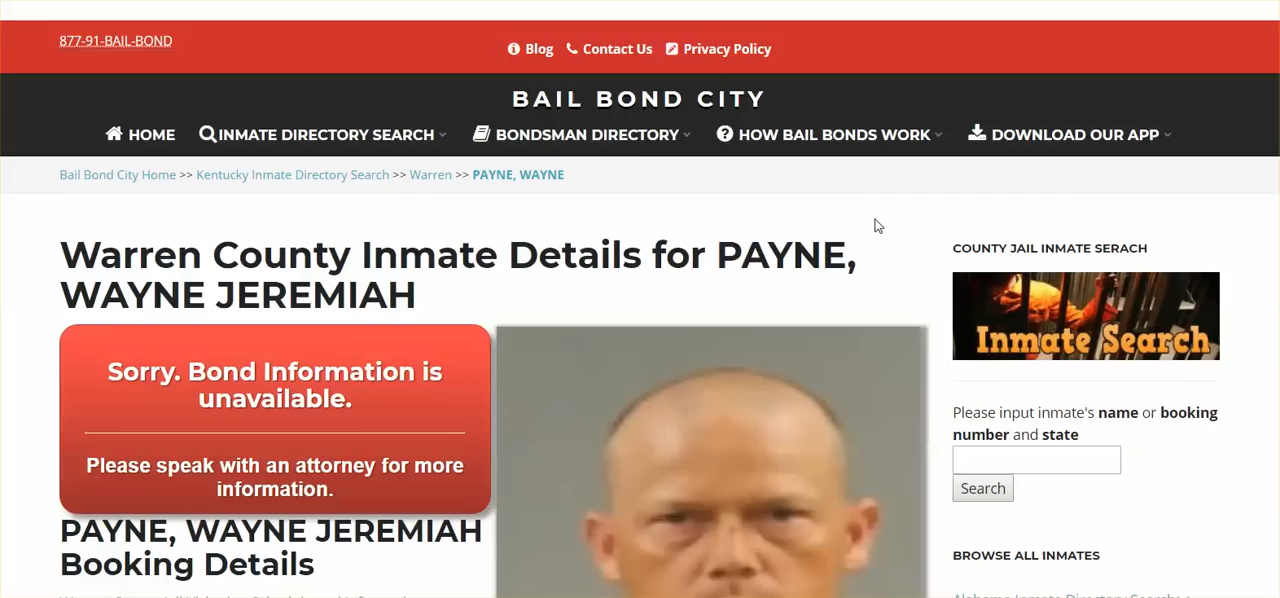 877-91-BAIL-BOND
Blog Contact Us Privacy Policy
BAIL BOND CITY
HOME INMATE DIRECTORY SEARCH BONDSMAN DIRECTORY HOW BAIL BONDS WORK DOWNLOAD OUR APP
Bail Bond City Home >> Kentucky Inmate Directory Search >> Warren >> PAYNE, WAYNE
Warren County Inmate Details for PAYNE,
WAYNE JEREMIAH
Sorry. Bond Information is
unavailable.
Please speak with an attorney for more
information.
PAYNE, WAYNE JEREMIAH
Booking Details
COUNTY JAIL INMATE SERACH
Inmate Search
Please input inmate's name or booking
number and state
Search
BROWSE ALL INMATES